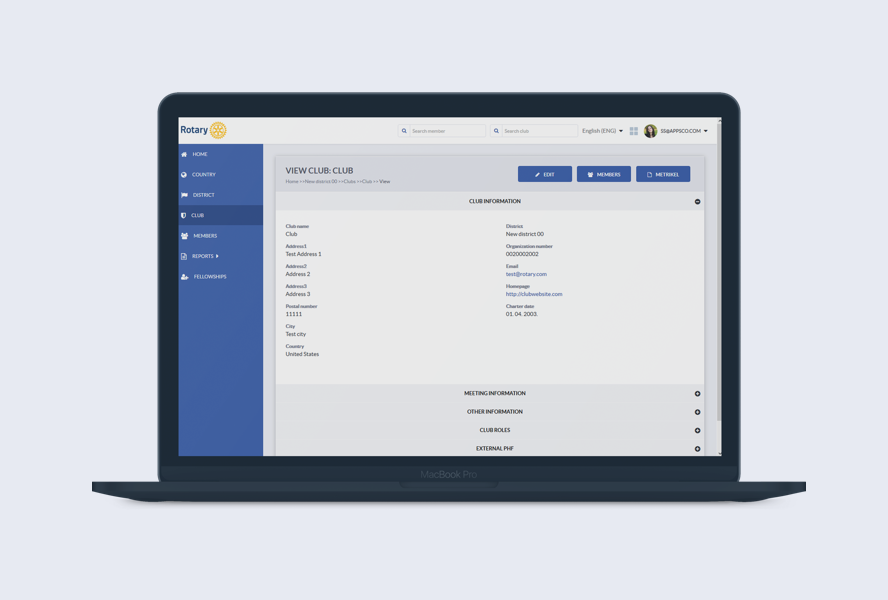 Rotary
Search member
Search club
English (ENG)
SS@APPSCO.COM
HOME
COUNTRY
DISTRICT
CLUB
MEMBERS
REPORTS
FELLOWSHIPS
VIEW CLUB: CLUB
Home >>New district 00 >>Clubs >>Club >> View
EDIT
MEMBERS
METRIKEL
CLUB INFORMATION
Club name
Club
Address1
Test Address 1
Address2
Address 2
Address3
Address 3
Postal number
11111
City
Test city
Country
United States
District
New district 00
Organization number
0020002002
Email
test@rotary.com
Homepage
http://clubwebsite.com
Charter date
01. 04. 2003.
MEETING INFORMATION
OTHER INFORMATION
CLUB ROLES
EXTERNAL PHF
MacBook Pro